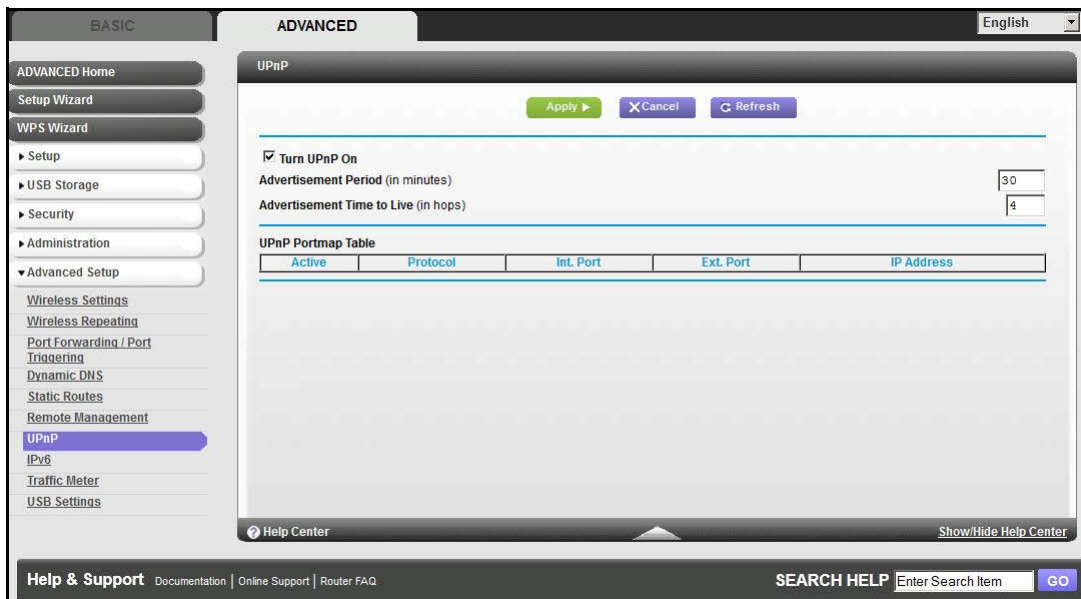 BASIC
ADVANCED
English
ADVANCED Home
Setup Wizard
WPS Wizard
Setup
USB Storage
Security
Administration
Advanced Setup
Wireless Settings
Wireless Repeating
Port Forwarding / Port
Triggering
Dynamic DNS
Static Routes
Remote Management
UPnP
IPv6
Traffic Meter
USB Settings
UPnP
Apply
Cancel
Refresh
Turn UPnP On
Advertisement Period (in minutes) 30
Advertisement Time to Live (in hops) 4
UPnP Portmap Table
Active Protocol Int. Port Ext. Port IP Address
Help Center
Show/Hide Help Center
Help & Support Documentation | Online Support | Router FAQ
SEARCH HELP Enter Search Item GO